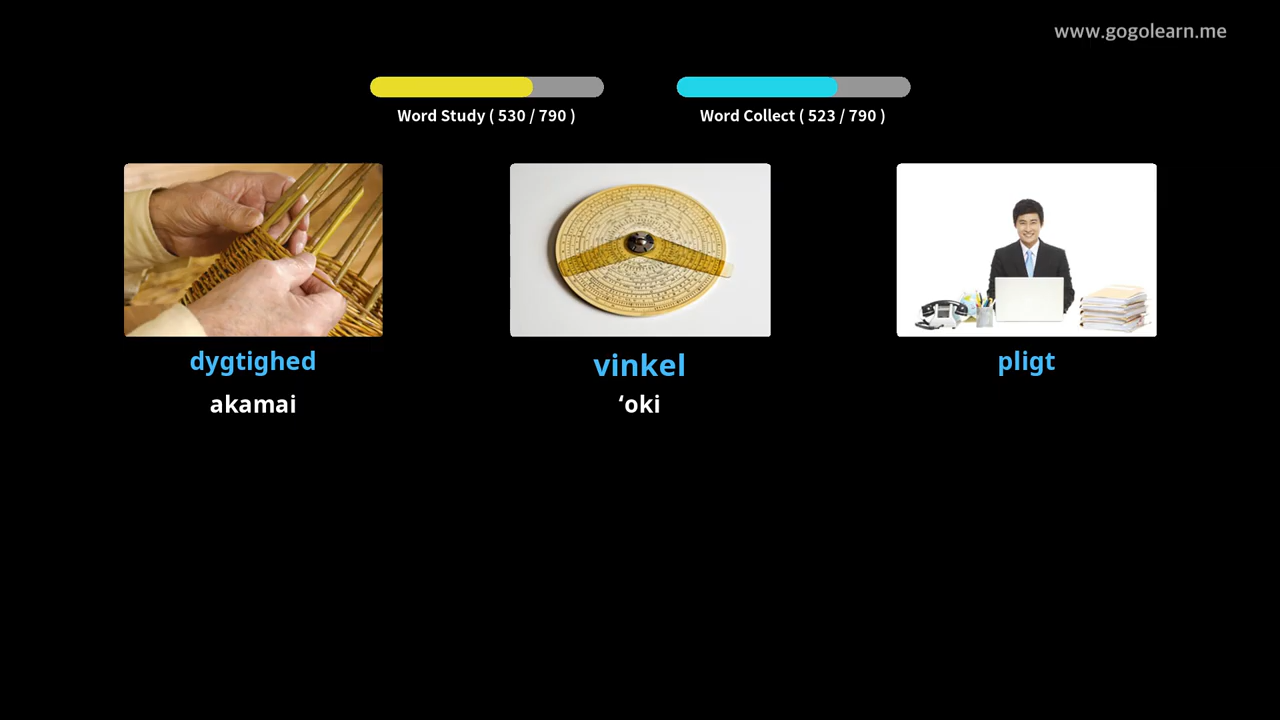 www.gogolearn.me
Word Study ( 530 / 790 )
Word Collect ( 523 / 790 )
dygtighed
vinkel
pligt
akamai
ʻoki